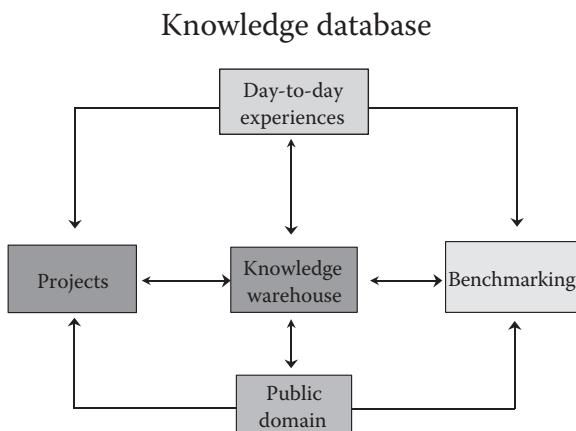 Knowledge database
Day-to-day
experiences
Projects
Knowledge
warehouse
Benchmarking
Public
domain